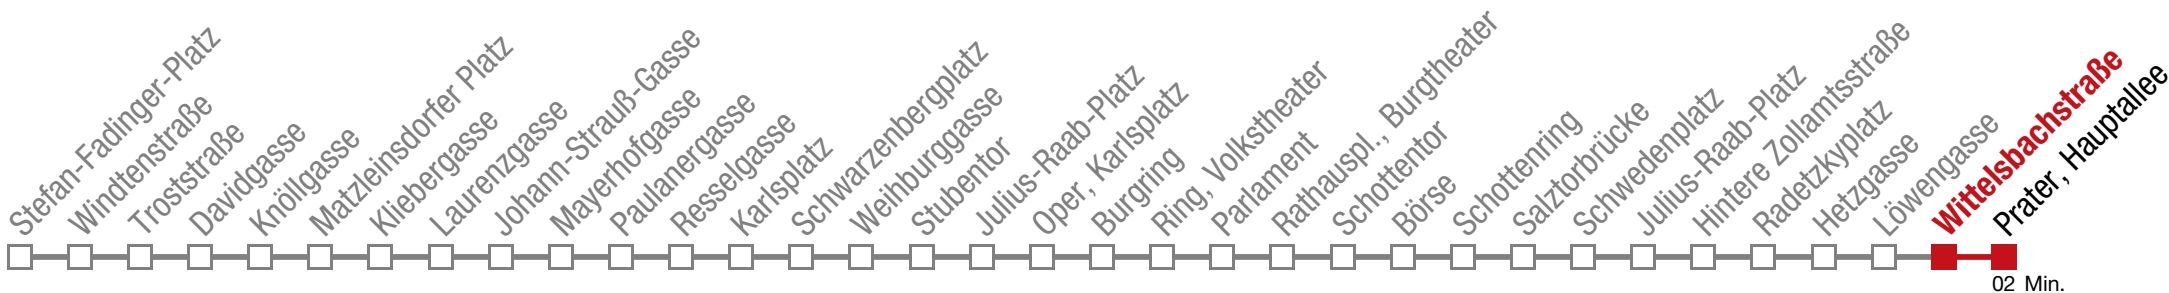 Stefan-Fadinger-Platz
Windtenstraße
Troststraße
Davidgasse
Knöllgasse
Matzleinsdorfer Platz
Kliebergasse
Laurenzgasse
Johann-Strauß-Gasse
Mayerhofgasse
Paulanergasse
Resselgasse
Karlsplatz
Schwarzenbergplatz
Weihburggasse
Stubentor
Julius-Raab-Platz
Oper, Karlsplatz
Burgring
Ring, Volkstheater
Parlament
Rathauspl., Burgtheater
Schottentor
Börse
Schottenring
Salztorbrücke
Schwedenplatz
Julius-Raab-Platz
Hintere Zollamtsstraße
Radetzkyplatz
Hetzgasse
Löwengasse
Wittelsbachstraße
Prater, Hauptallee
02 Min.